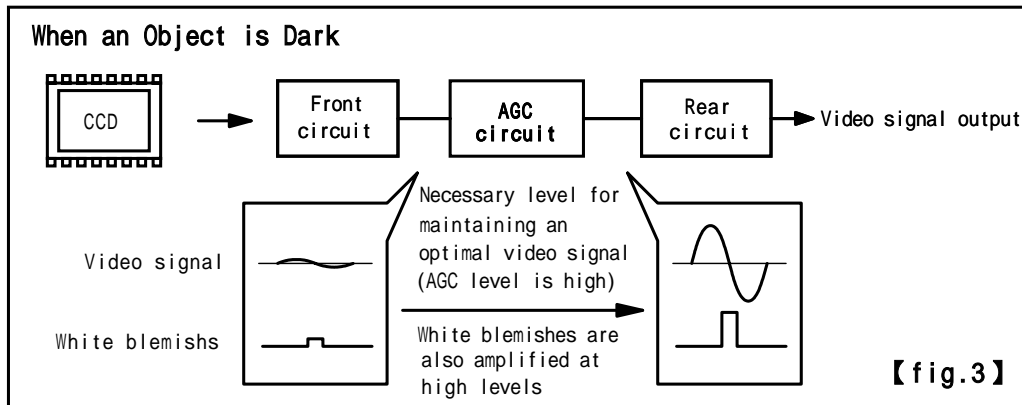 When an Object is Dark
CCD
Front
circuit
AGC
circuit
Rear
circuit
Video signal output
Necessary level for
maintaining an
optimal video signal
(AGC level is high)
Video signal
White blemishs
White blemishes are
also amplified at
high levels
【fig.3】